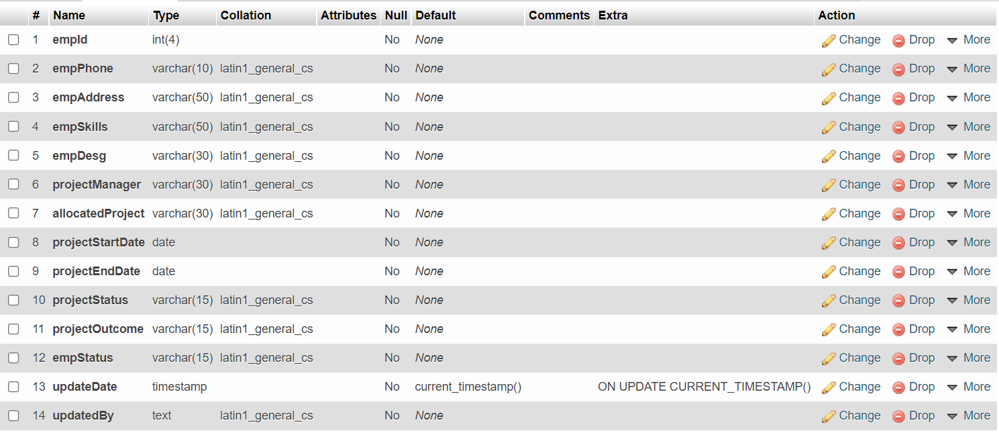 # Name Type Collation Attributes Null Default Comments Extra Action
1 empId int(4) No None Change Drop More
2 empPhone varchar(10) latin1_general_cs No None Change Drop More
3 empAddress varchar(50) latin1_general_cs No None Change Drop More
4 empSkills varchar(50) latin1_general_cs No None Change Drop More
5 empDesg varchar(30) latin1_general_cs No None Change Drop More
6 projectManager varchar(30) latin1_general_cs No None Change Drop More
7 allocatedProject varchar(30) latin1_general_cs No None Change Drop More
8 projectStartDate date No None Change Drop More
9 projectEndDate date No None Change Drop More
10 projectStatus varchar(15) latin1_general_cs No None Change Drop More
11 projectOutcome varchar(15) latin1_general_cs No None Change Drop More
12 empStatus varchar(15) latin1_general_cs No None Change Drop More
13 updateDate timestamp No current_timestamp() ON UPDATE CURRENT_TIMESTAMP() Change Drop More
14 updatedBy text latin1_general_cs No None Change Drop More